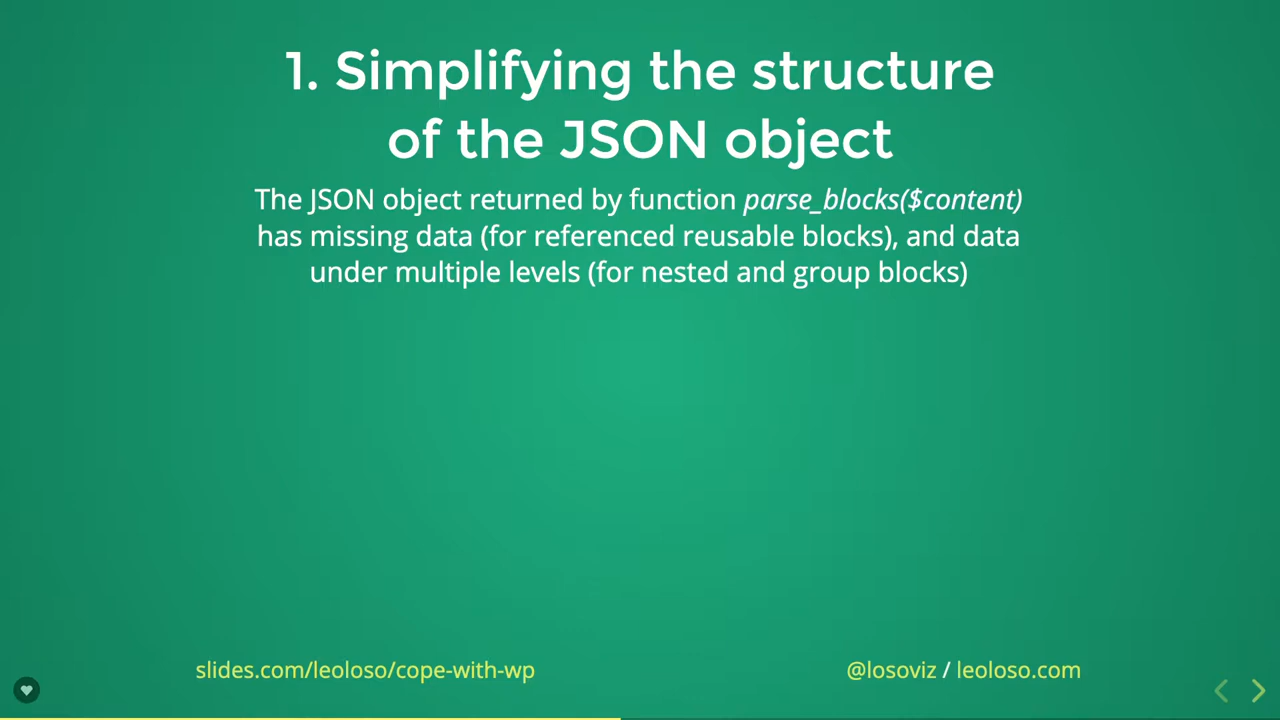 1. Simplifying the structure
of the JSON object
The JSON object returned by function parse_blocks($content)
has missing data (for referenced reusable blocks), and data
under multiple levels (for nested and group blocks)
slides.com/leoloso/cope-with-wp
@losoviz / leoloso.com